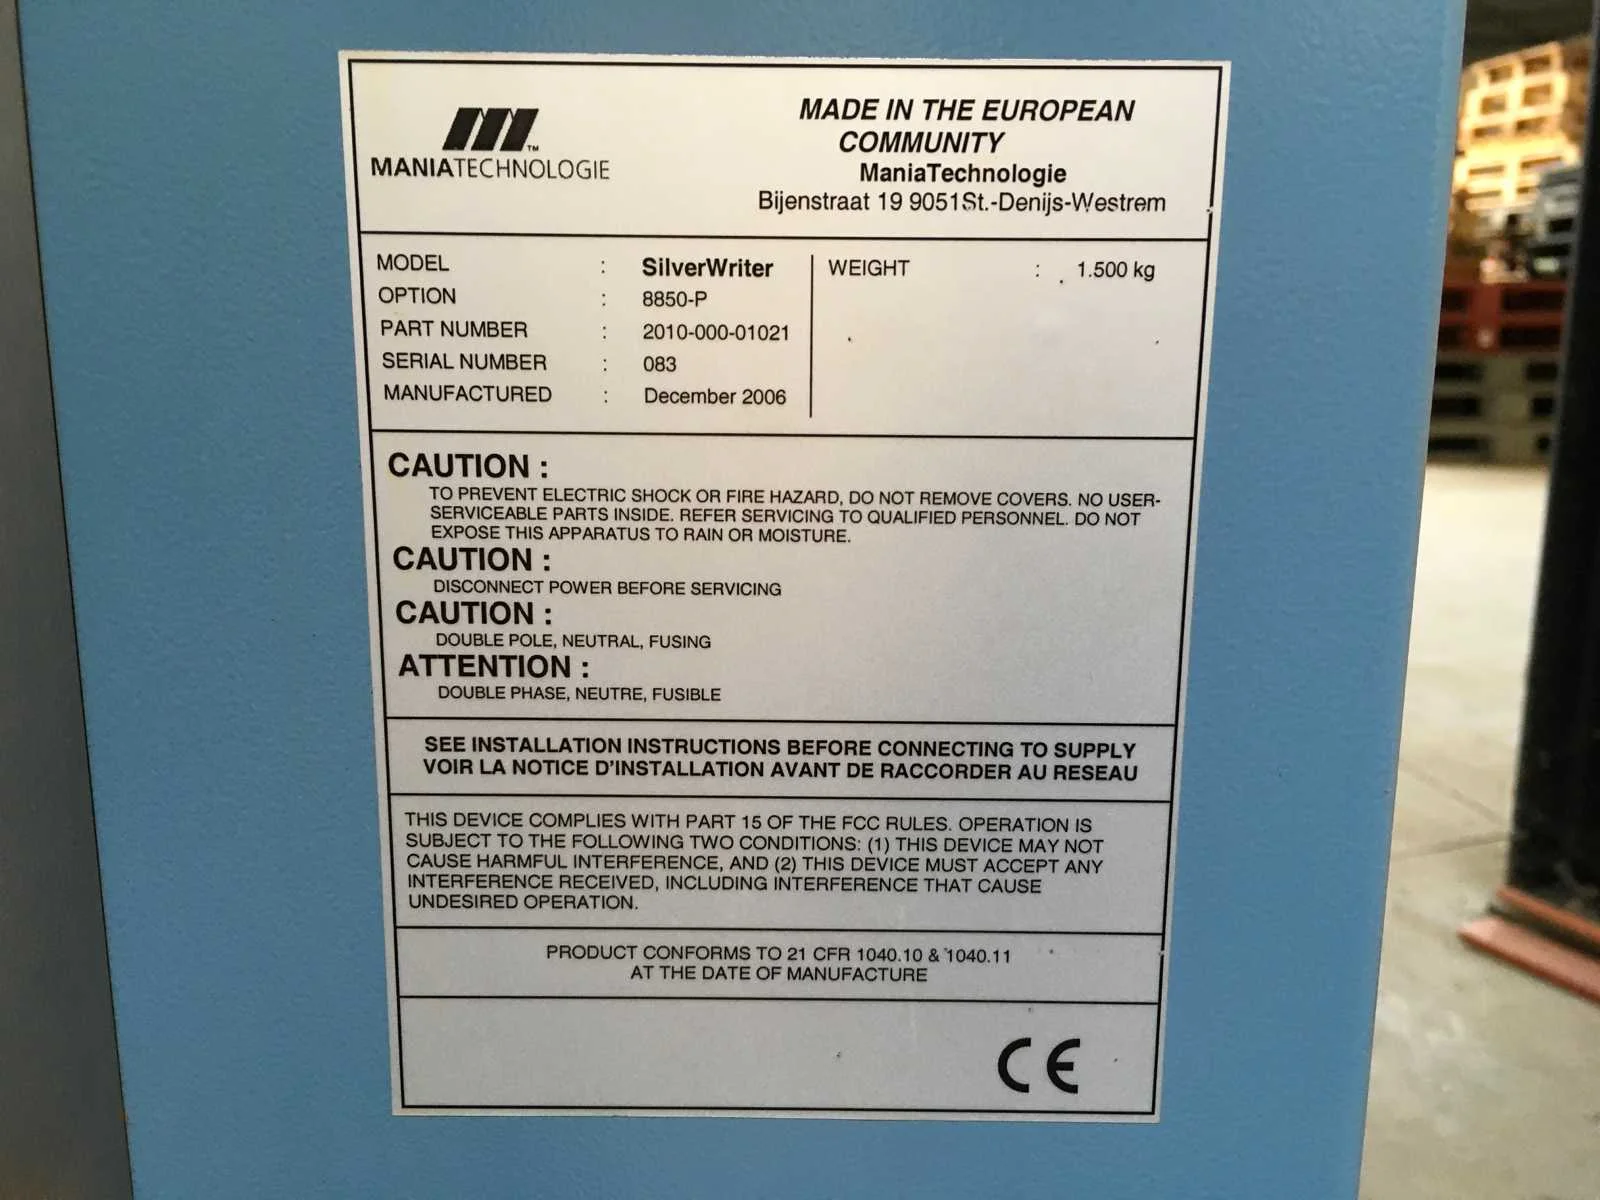 TM
MANIATECHNOLOGIE
MADE IN THE EUROPEAN
COMMUNITY
ManiaTechnologie
Bijenstraat 19 9051St.-Denijs-Westrem
MODEL : SilverWriter
OPTION : 8850-P
PART NUMBER : 2010-000-01021
SERIAL NUMBER : 083
MANUFACTURED : December 2006
WEIGHT : 1.500 kg
CAUTION :
TO PREVENT ELECTRIC SHOCK OR FIRE HAZARD, DO NOT REMOVE COVERS. NO USER-
SERVICEABLE PARTS INSIDE. REFER SERVICING TO QUALIFIED PERSONNEL. DO NOT
EXPOSE THIS APPARATUS TO RAIN OR MOISTURE.
CAUTION :
DISCONNECT POWER BEFORE SERVICING
CAUTION :
DOUBLE POLE, NEUTRAL, FUSING
ATTENTION :
DOUBLE PHASE, NEUTRE, FUSIBLE
SEE INSTALLATION INSTRUCTIONS BEFORE CONNECTING TO SUPPLY
VOIR LA NOTICE D'INSTALLATION AVANT DE RACCORDER AU RESEAU
THIS DEVICE COMPLIES WITH PART 15 OF THE FCC RULES. OPERATION IS
SUBJECT TO THE FOLLOWING TWO CONDITIONS: (1) THIS DEVICE MAY NOT
CAUSE HARMFUL INTERFERENCE, AND (2) THIS DEVICE MUST ACCEPT ANY
INTERFERENCE RECEIVED, INCLUDING INTERFERENCE THAT CAUSE
UNDESIRED OPERATION.
PRODUCT CONFORMS TO 21 CFR 1040.10 & 1040.11
AT THE DATE OF MANUFACTURE
CE